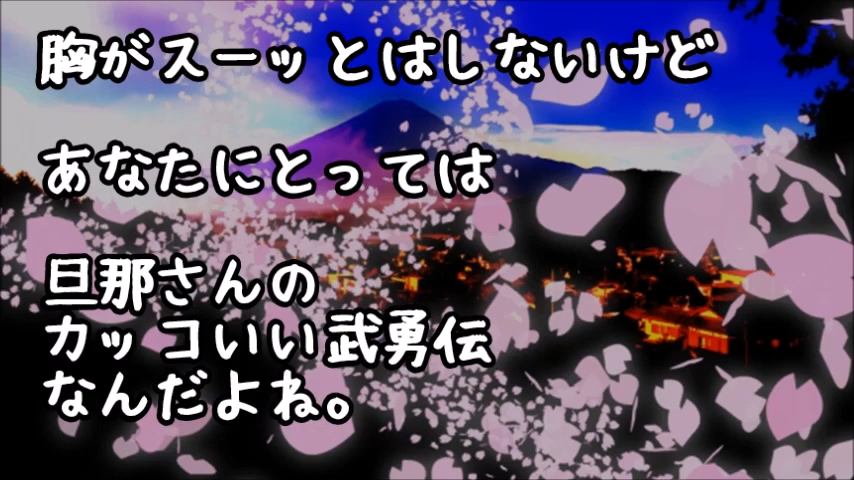 胸がスーッとはしないけど
あなたにとっては
旦那さんの
カッコいい武勇伝
なんだよね。